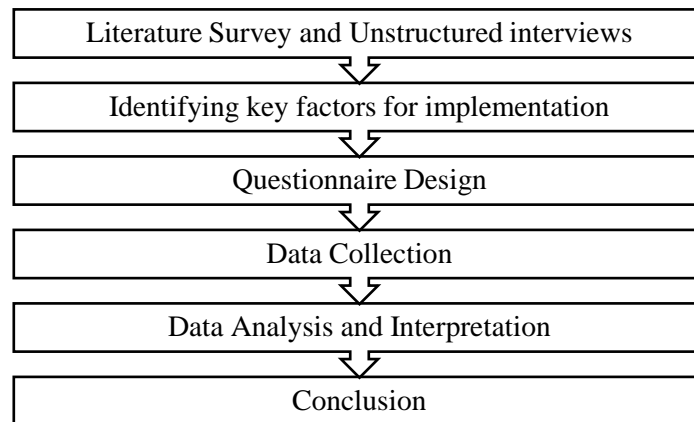 Literature Survey and Unstructured interviews
Identifying key factors for implementation
Questionnaire Design
Data Collection
Data Analysis and Interpretation
Conclusion